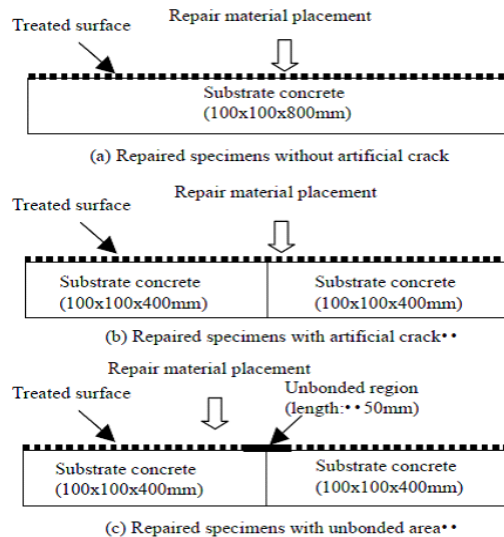 Repair material placement
Treated surface
Substrate concrete
(100x100x800mm)
(a) Repaired specimens without artificial crack
Repair material placement
Treated surface
Substrate concrete
(100x100x400mm)
Substrate concrete
(100x100x400mm)
(b) Repaired specimens with artificial crack••
Repair material placement
Treated surface
Unbonded region
(length:••50mm)
Substrate concrete
(100x100x400mm)
Substrate concrete
(100x100x400mm)
(c) Repaired specimens with unbonded area••